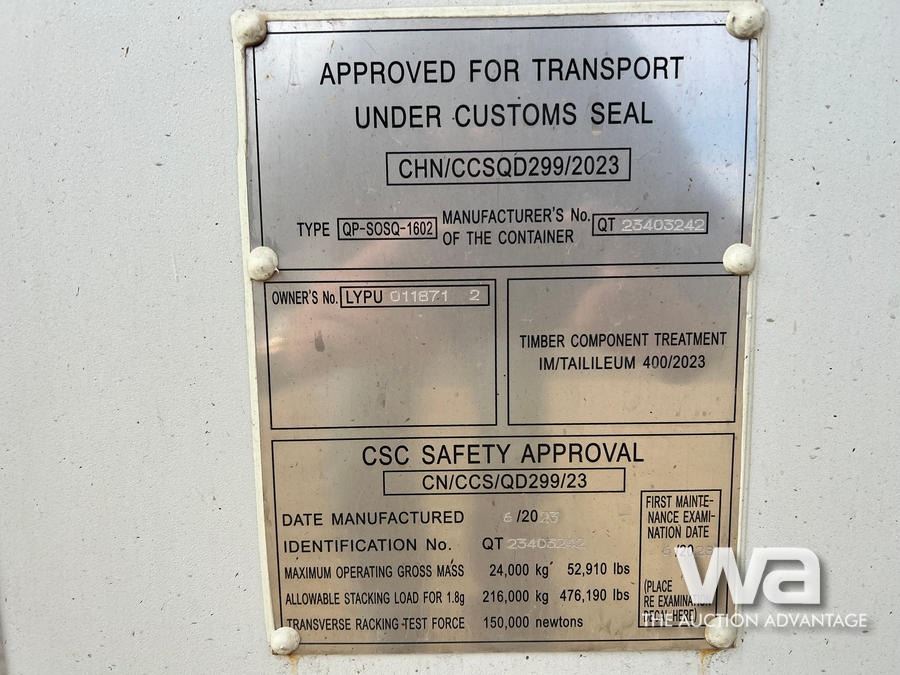 APPROVED FOR TRANSPORT
UNDER CUSTOMS SEAL
CHN/CCSQD299/2023
TYPE QP-SOSQ-1602 MANUFACTURER'S No. OF THE CONTAINER QT 23403242
OWNER'S No. LYPU 011871 2
TIMBER COMPONENT TREATMENT
IM/TAILILEUM 400/2023
CSC SAFETY APPROVAL
CN/CCS/QD299/23
DATE MANUFACTURED 6/2023
IDENTIFICATION No. QT 23403242
MAXIMUM OPERATING GROSS MASS 24,000 kg 52,910 lbs
ALLOWABLE STACKING LOAD FOR 1.8g 216,000 kg 476,190 lbs
TRANSVERSE RACKING TEST FORCE 150,000 newtons
FIRST MAINTE-
NANCE EXAMI-
NATION DATE
6/2028
(PLACE
RE EXAMINATION
DECAL HERE)
wa
THE AUCTION ADVANTAGE